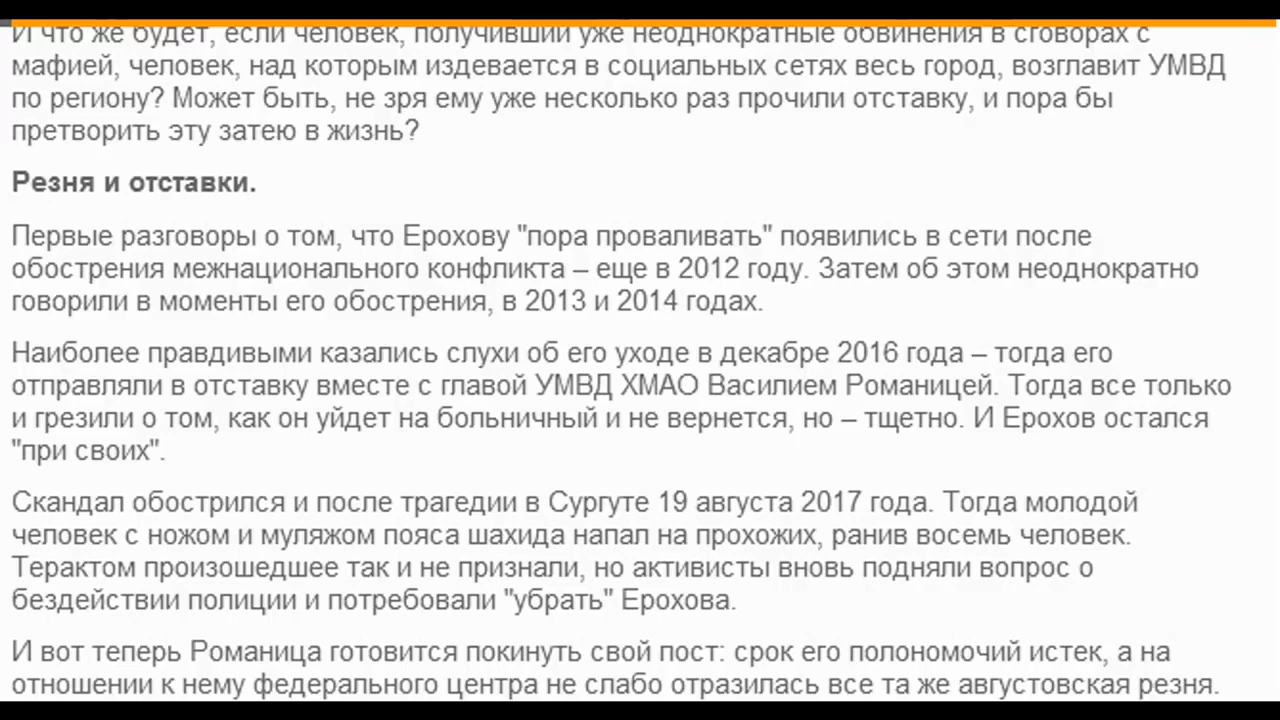 И что же будет, если человек, получивший уже неоднократные обвинения в сговорах с
мафией, человек, над которым издевается в социальных сетях весь город, возглавит УМВД
по региону? Может быть, не зря ему уже несколько раз прочили отставку, и пора бы
претворить эту затею в жизнь?
Резня и отставки.
Первые разговоры о том, что Ерохову "пора проваливать" появились в сети после
обострения межнационального конфликта – еще в 2012 году. Затем об этом неоднократно
говорили в моменты его обострения, в 2013 и 2014 годах.
Наиболее правдивыми казались слухи об его уходе в декабре 2016 года – тогда его
отправляли в отставку вместе с главой УМВД ХМАО Василием Романицей. Тогда все только
и грезили о том, как он уйдет на больничный и не вернется, но – тщетно. И Ерохов остался
"при своих".
Скандал обострился и после трагедии в Сургуте 19 августа 2017 года. Тогда молодой
человек с ножом и муляжом пояса шахида напал на прохожих, ранив восемь человек.
Терактом произошедшее так и не признали, но активисты вновь подняли вопрос о
бездействии полиции и потребовали "убрать" Ерохова.
И вот теперь Романица готовится покинуть свой пост: срок его полономочий истек, а на
отношении к нему федерального центра не слабо отразилась все та же августовская резня.